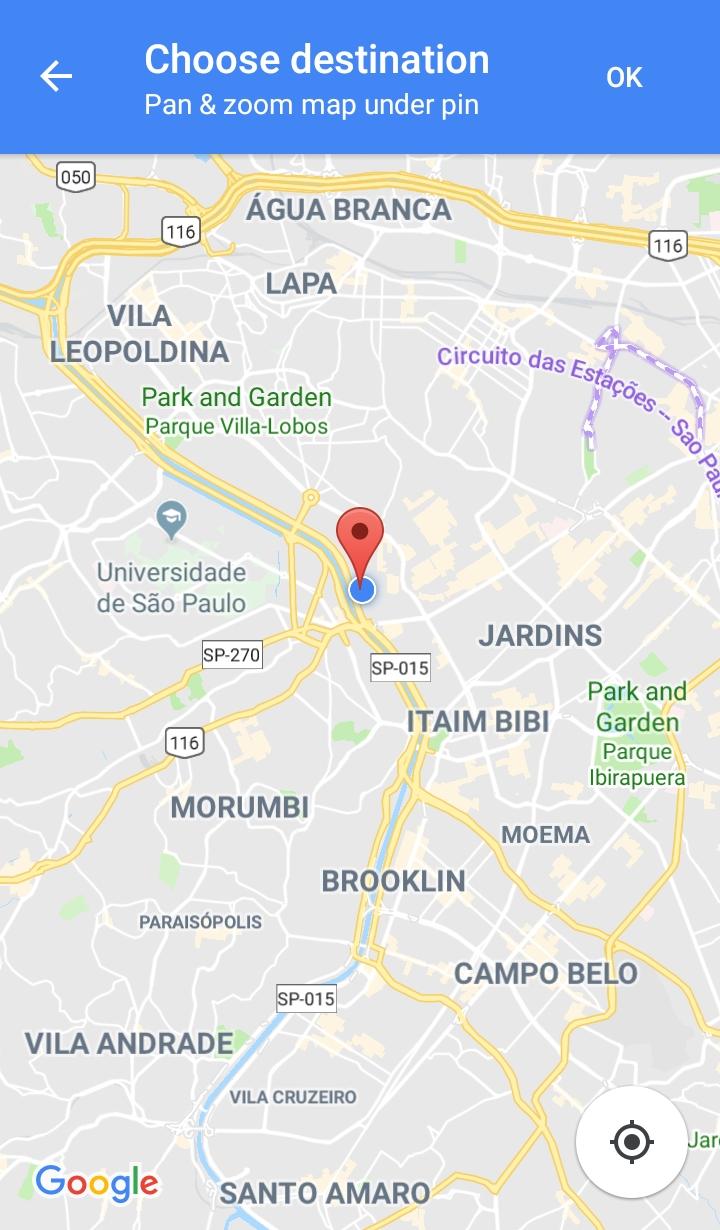 Choose destination
Pan & zoom map under pin
OK
050
116
ÁGUA BRANCA
116
LAPA
VILA
LEOPOLDINA
Circuito das Estações -- Sao Pau
Park and Garden
Parque Villa-Lobos
Universidade
de São Paulo
JARDINS
SP-270
SP-015
Park and
Garden
Parque
Ibirapuera
ITAIM BIBI
116
MORUMBI
MOEMA
BROOKLIN
PARAISÓPOLIS
CAMPO BELO
SP-015
VILA ANDRADE
VILA CRUZEIRO
Jar
Google
SANTO AMARO